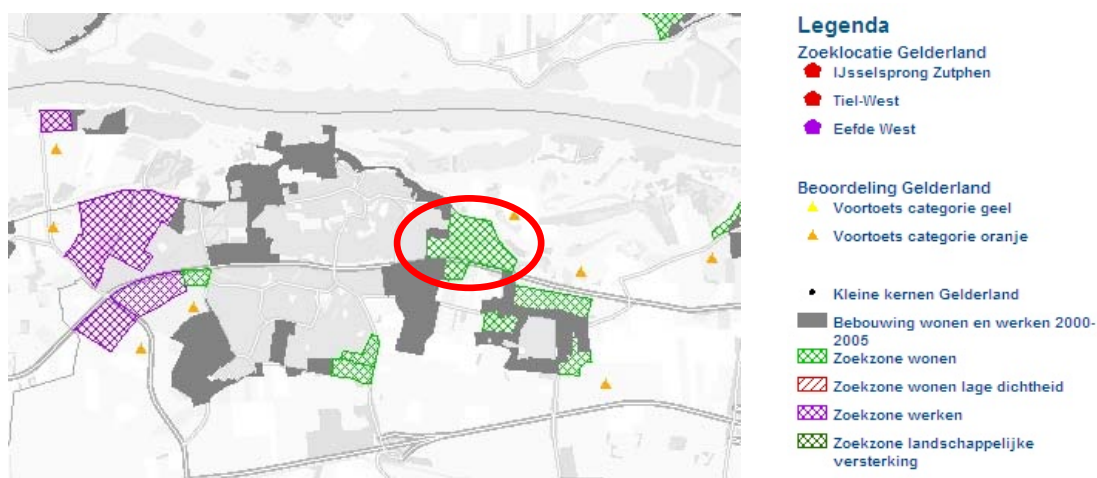 Legenda
Zoeklocatie Gelderland
IJsselsprong Zutphen
Tiel-West
Eefde West
Beoordeling Gelderland
Voortoets categorie geel
Voortoets categorie oranje
Kleine kernen Gelderland
Bebouwing wonen en werken 2000-
2005
Zoekzone wonen
Zoekzone wonen lage dichtheid
Zoekzone werken
Zoekzone landschappelijke
versterking